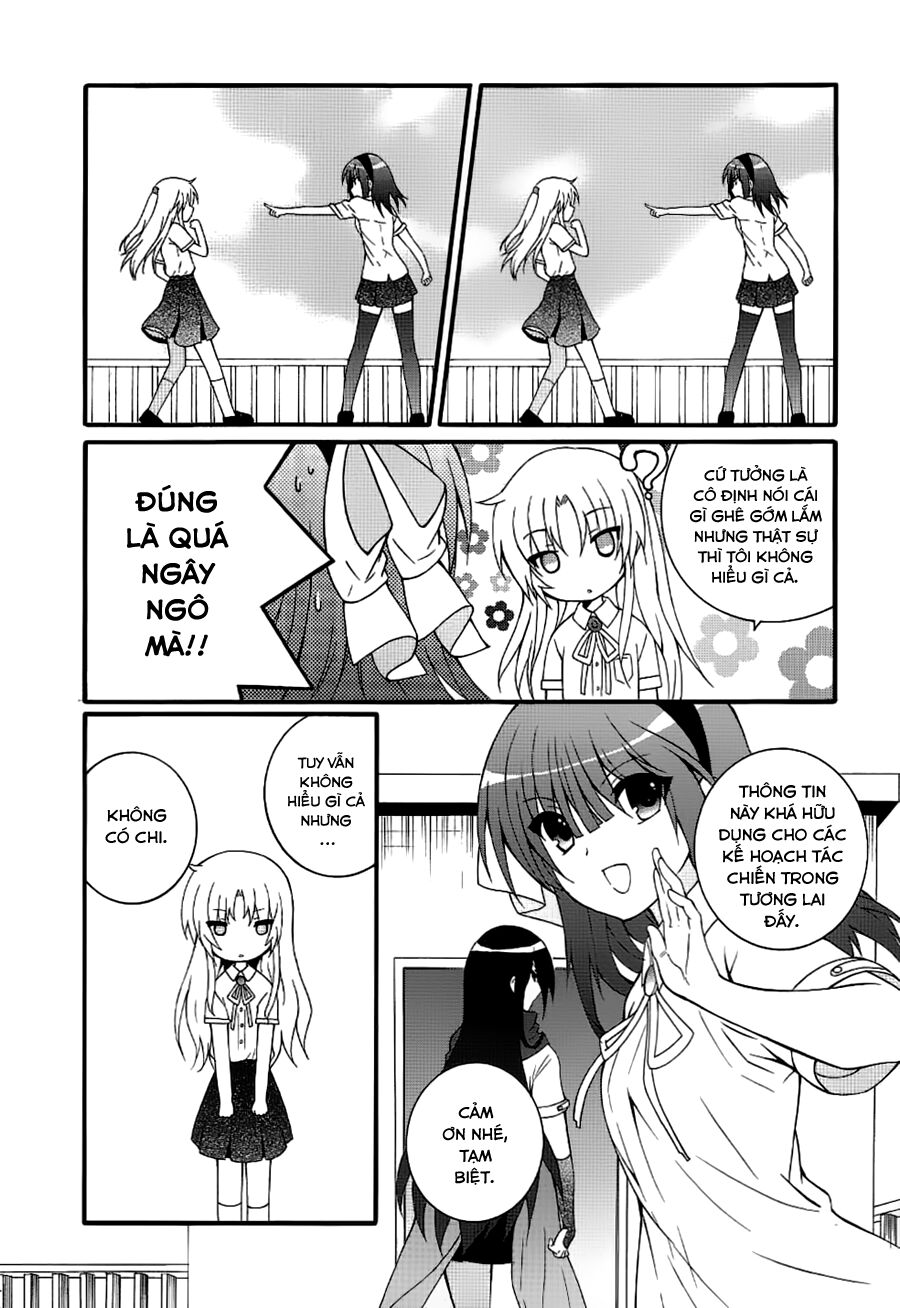 CỨ TƯỞNG LÀ
CÔ ĐỊNH NÓI CÁI
GÌ GHÊ GỚM LẮM
NHƯNG THẬT SỰ
THÌ TÔI KHÔNG
HIỂU GÌ CẢ.
?
ĐÚNG
LÀ QUÁ
NGÂY
NGÔ
MÀ!!
THÔNG TIN
NÀY KHÁ HỮU
DỤNG CHO CÁC
KẾ HOẠCH TÁC
CHIẾN TRONG
TƯƠNG LAI
ĐẤY.
CẢM
ƠN NHÉ,
TẠM
BIỆT.
TUY VẪN
KHÔNG
HIỂU GÌ CẢ
NHƯNG
...
KHÔNG
CÓ CHI.